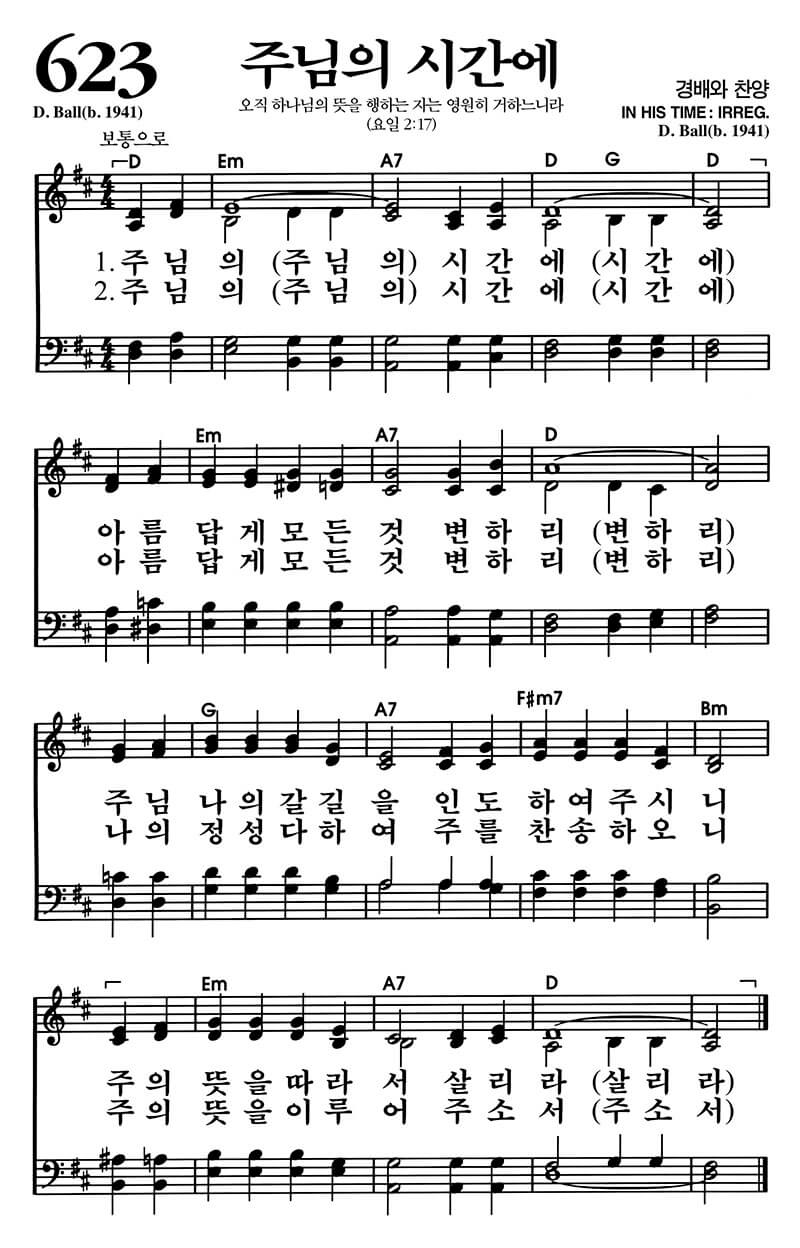 623
주님의 시간에
경배와 찬양
D. Ball(b. 1941)
오직 하나님의 뜻을 행하는 자는 영원히 거하느니라
(요일 2:17)
IN HIS TIME : IRREG.
D. Ball(b. 1941)
보통으로
D Em A7 D G D
1. 주 님 의 (주 님 의) 시 간 에 (시 간 에)
2. 주 님 의 (주 님 의) 시 간 에 (시 간 에)
Em A7 D
아 름 답 게 모 든 것 변 하 리 (변 하 리)
아 름 답 게 모 든 것 변 하 리 (변 하 리)
G A7 F#m7 Bm
주 님 나 의 갈 길 을 인 도 하 여 주 시 니
나 의 정 성 다 하 여 주 를 찬 송 하 오 니
Em A7 D
주 의 뜻 을 따 라 서 살 리 라 (살 리 라)
주 의 뜻 을 이 루 어 주 소 서 (주 소 서)